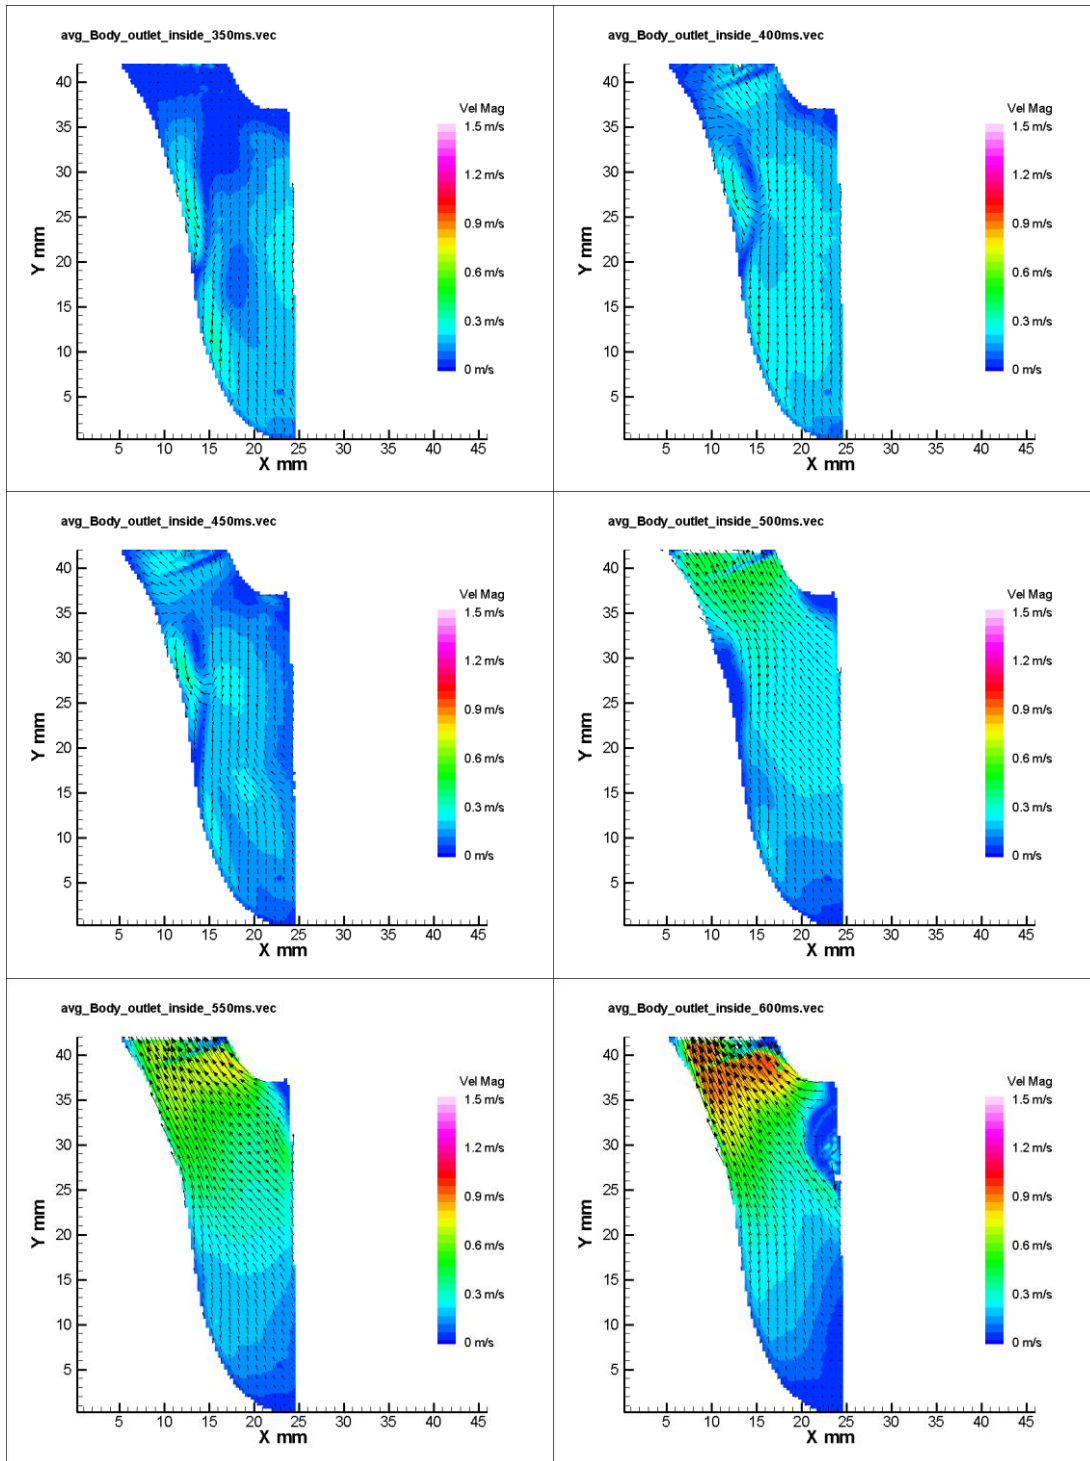 avg_Body_outlet_inside_350ms.vec
Vel Mag
1.5 m/s
1.2 m/s
0.9 m/s
0.6 m/s
0.3 m/s
0 m/s
Y mm
40
35
30
25
20
15
10
5
5 10 15 20 25 30 35 40 45
X mm
avg_Body_outlet_inside_400ms.vec
Vel Mag
1.5 m/s
1.2 m/s
0.9 m/s
0.6 m/s
0.3 m/s
0 m/s
Y mm
40
35
30
25
20
15
10
5
5 10 15 20 25 30 35 40 45
X mm
avg_Body_outlet_inside_450ms.vec
Vel Mag
1.5 m/s
1.2 m/s
0.9 m/s
0.6 m/s
0.3 m/s
0 m/s
Y mm
40
35
30
25
20
15
10
5
5 10 15 20 25 30 35 40 45
X mm
avg_Body_outlet_inside_500ms.vec
Vel Mag
1.5 m/s
1.2 m/s
0.9 m/s
0.6 m/s
0.3 m/s
0 m/s
Y mm
40
35
30
25
20
15
10
5
5 10 15 20 25 30 35 40 45
X mm
avg_Body_outlet_inside_550ms.vec
Vel Mag
1.5 m/s
1.2 m/s
0.9 m/s
0.6 m/s
0.3 m/s
0 m/s
Y mm
40
35
30
25
20
15
10
5
5 10 15 20 25 30 35 40 45
X mm
avg_Body_outlet_inside_600ms.vec
Vel Mag
1.5 m/s
1.2 m/s
0.9 m/s
0.6 m/s
0.3 m/s
0 m/s
Y mm
40
35
30
25
20
15
10
5
5 10 15 20 25 30 35 40 45
X mm